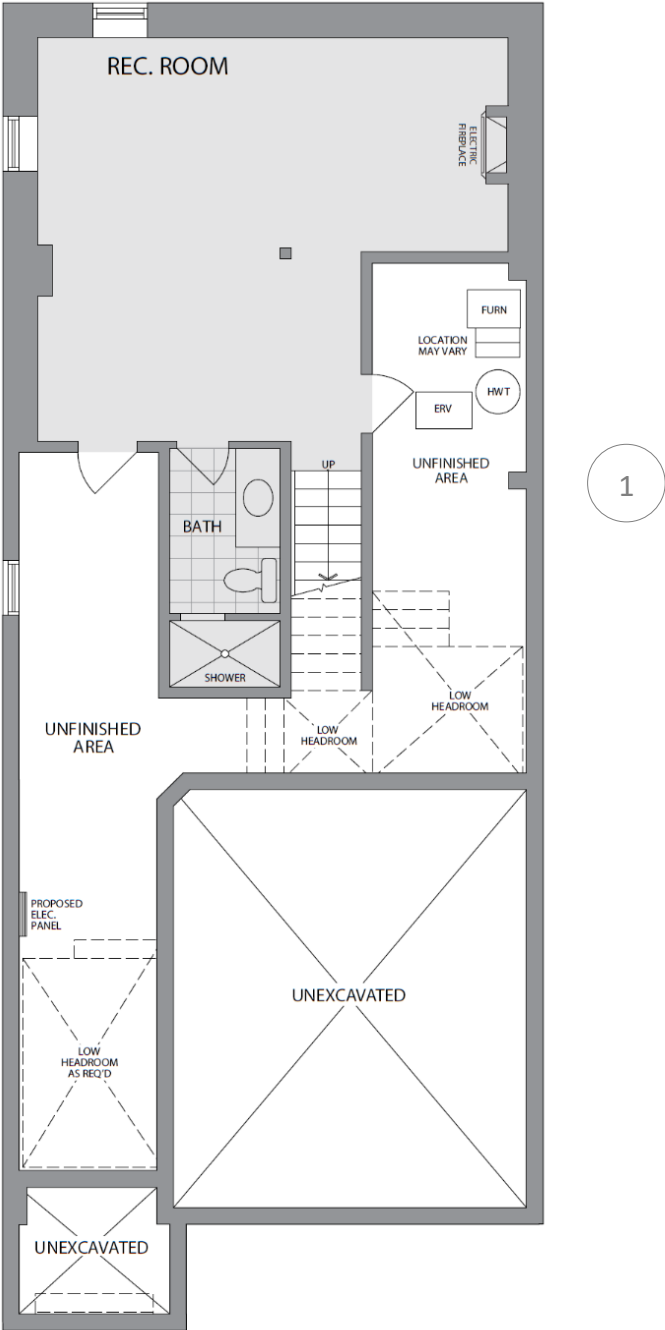 REC. ROOM
ELECTRIC
FIREPLACE
FURN
LOCATION
MAY VARY
HWT
ERV
UNFINISHED
AREA
UP
1
BATH
SHOWER
LOW
HEADROOM
UNFINISHED
AREA
LOW
HEADROOM
PROPOSED
ELEC.
PANEL
UNEXCAVATED
LOW
HEADROOM
AS REQ'D
UNEXCAVATED